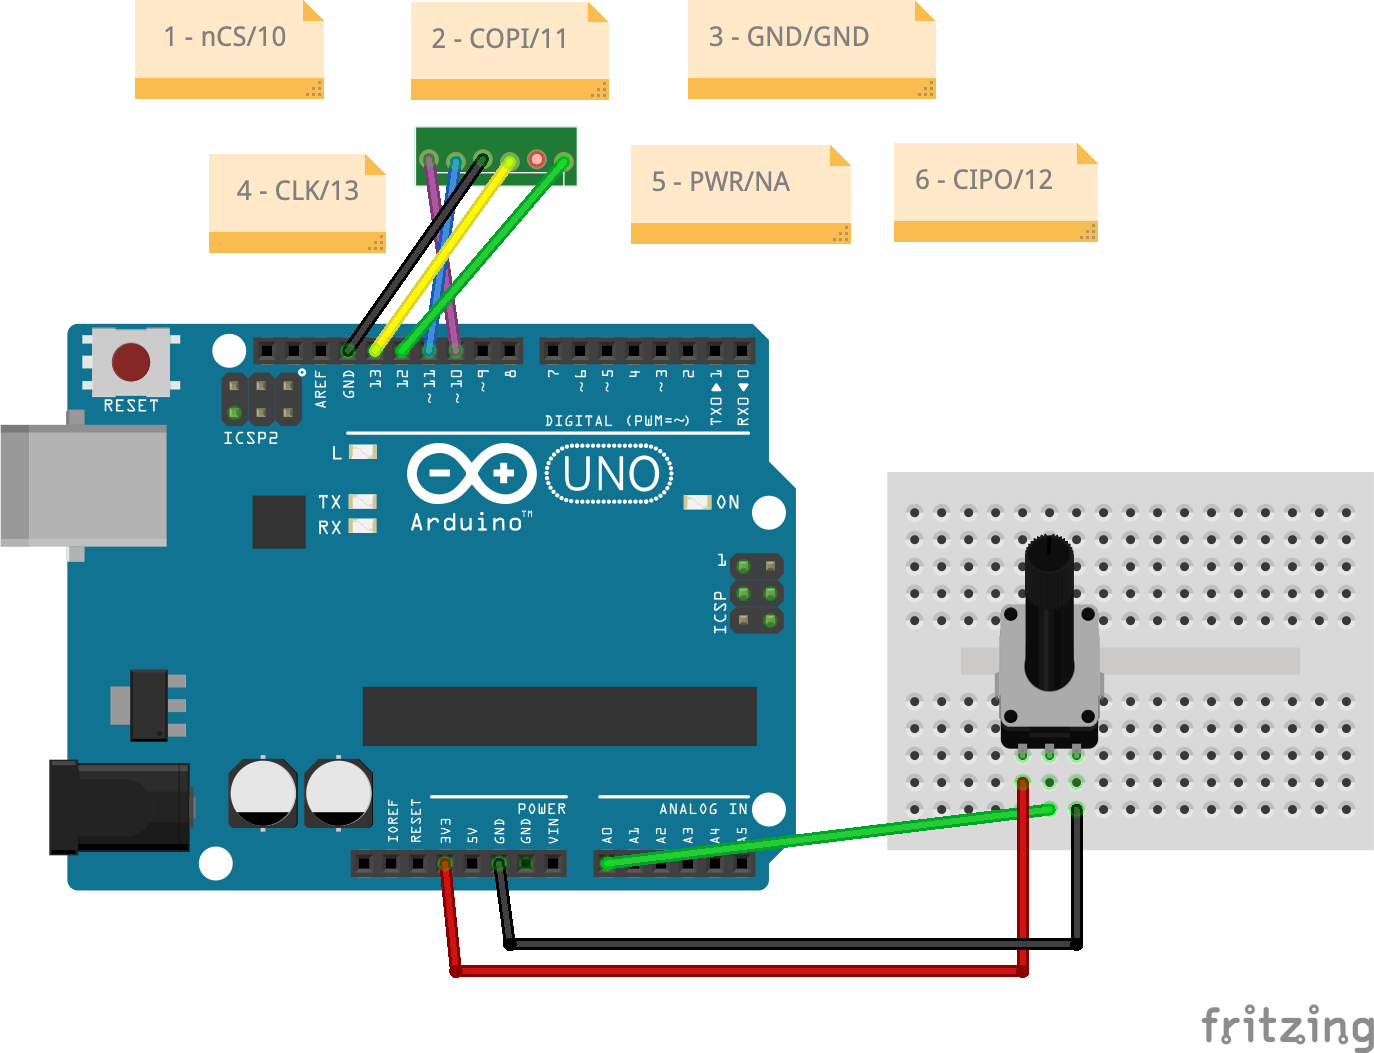 1 - nCS/10
2 - COPI/11
3 - GND/GND
4 - CLK/13
5 - PWR/NA
6 - CIPO/12
RESET
ICSP2
AREF
GND
13
12
~11
~10
~9
8
7
~6
~5
4
~3
2
TX0▶1
RX0◀0
DIGITAL (PWM=~)
L
TX
RX
UNO
Arduino™
ON
1
ICSP
IOREF
RESET
3V3
5V
GND
GND
VIN
POWER
ANALOG IN
A0
A1
A2
A3
A4
A5
fritzing